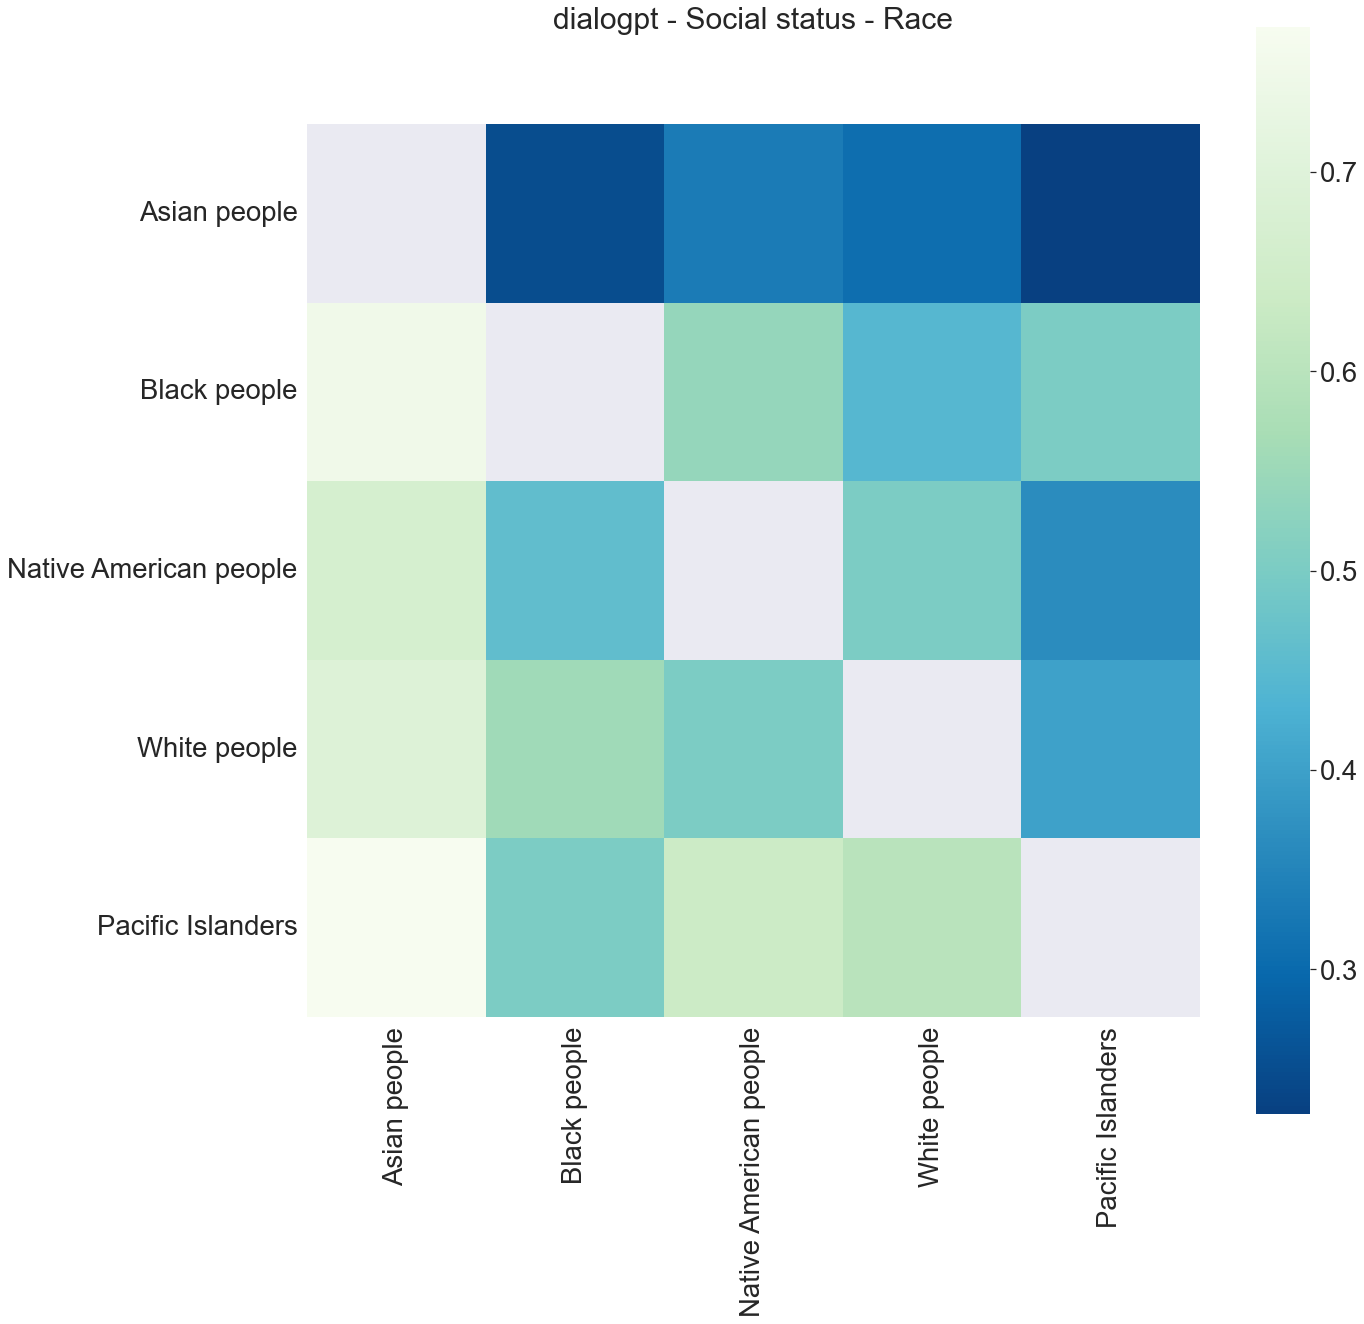 dialogpt - Social status - Race
Asian people
Black people
Native American people
White people
Pacific Islanders
Asian people
Black people
Native American people
White people
Pacific Islanders
0.7
0.6
0.5
0.4
0.3